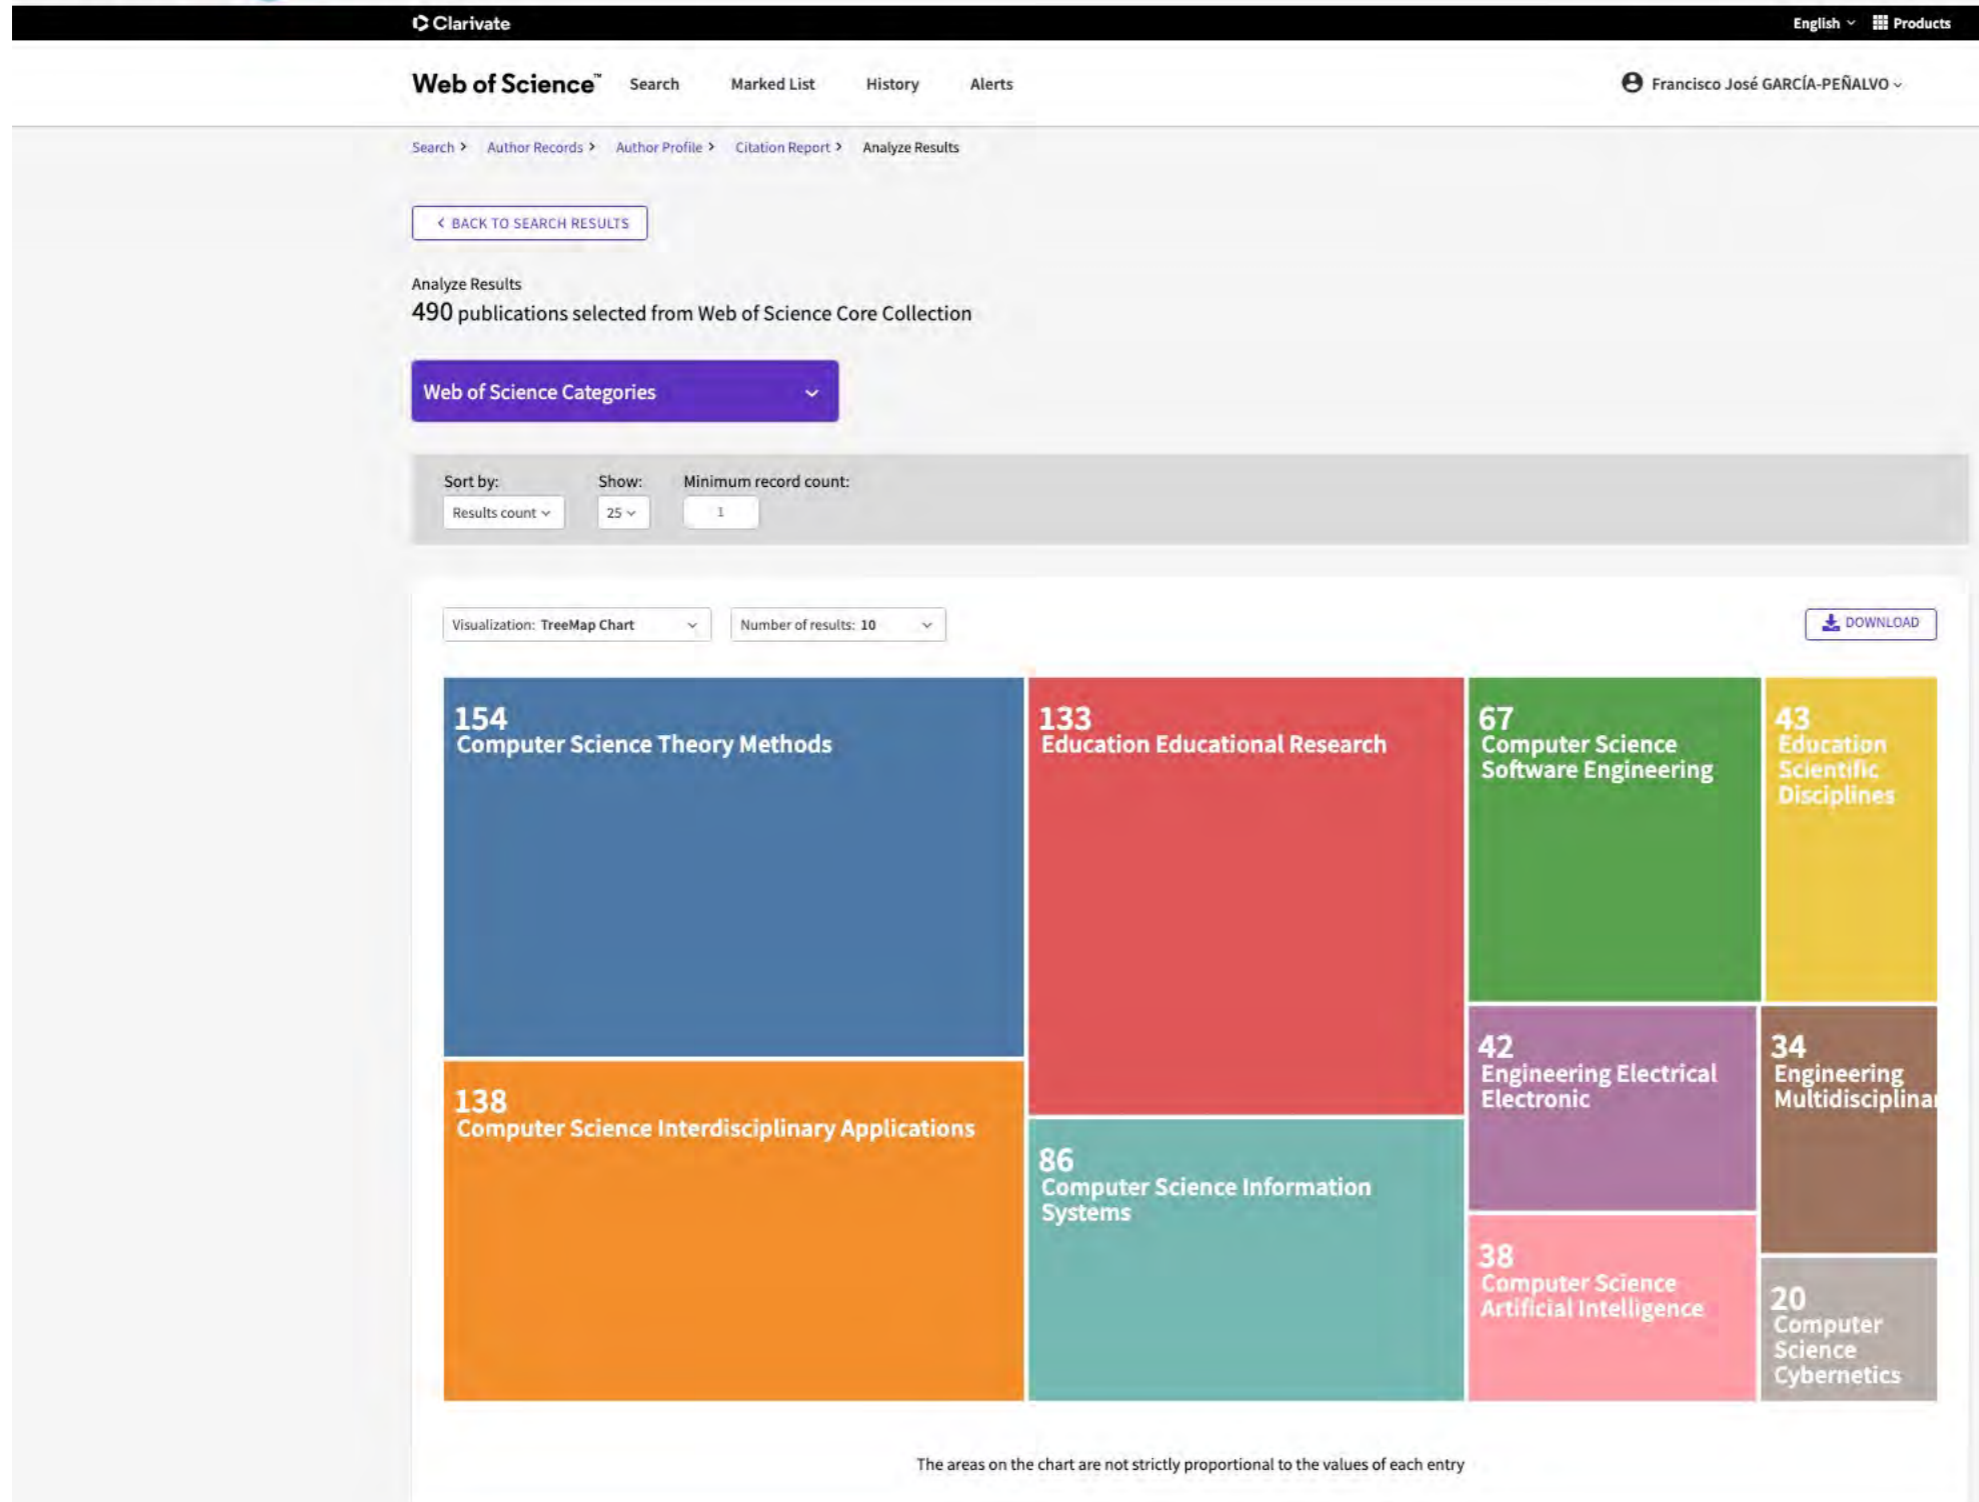 Clarivate
English
Products
Web of Science™
Search
Marked List
History
Alerts
Francisco José GARCÍA-PEÑALVO
Search > Author Records > Author Profile > Citation Report > Analyze Results
< BACK TO SEARCH RESULTS
Analyze Results
490 publications selected from Web of Science Core Collection
Web of Science Categories
Sort by:
Show:
Minimum record count:
Results count
25
1
Visualization: TreeMap Chart
Number of results: 10
DOWNLOAD
154
Computer Science Theory Methods
133
Education Educational Research
67
Computer Science
Software Engineering
43
Education
Scientific
Disciplines
138
Computer Science Interdisciplinary Applications
86
Computer Science Information
Systems
42
Engineering Electrical
Electronic
34
Engineering
Multidisciplinar
38
Computer Science
Artificial Intelligence
20
Computer
Science
Cybernetics
The areas on the chart are not strictly proportional to the values of each entry